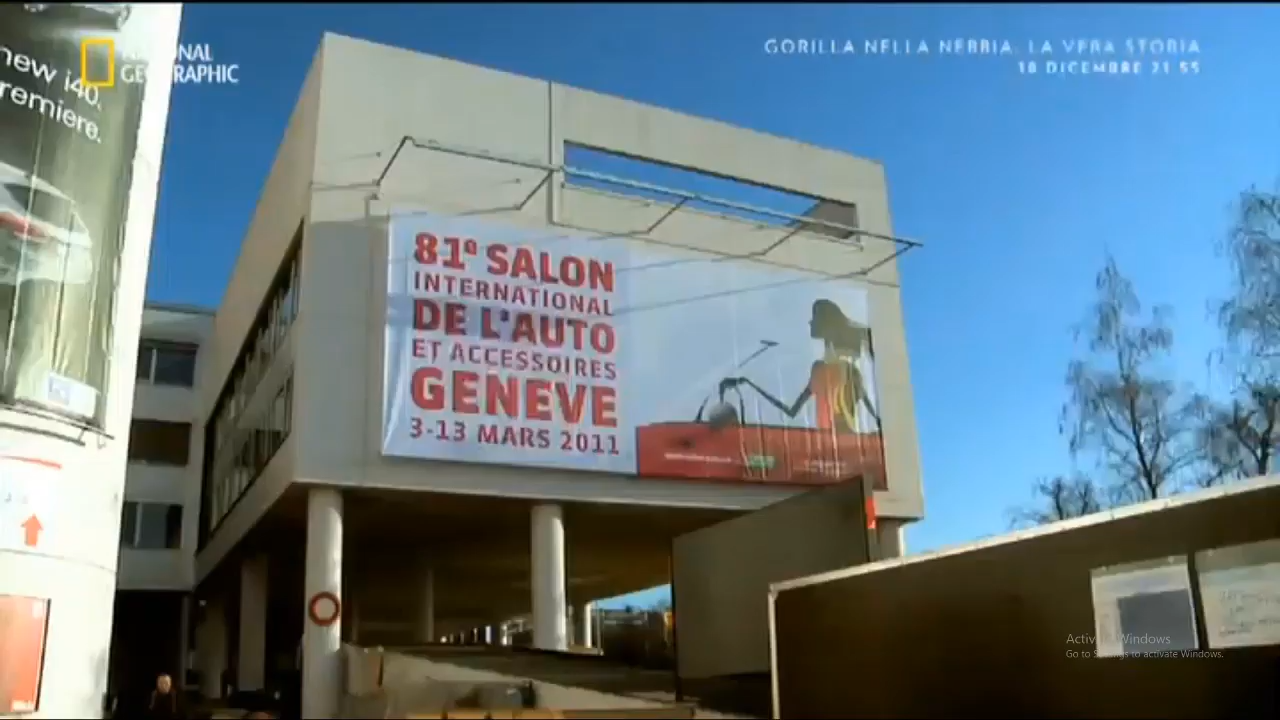 new i40.
remiere.
NATIONAL
GEOGRAPHIC
GORILLA NELLA NEBBIA: LA VERA STORIA
18 DICEMBRE 21.55
81e SALON
INTERNATIONAL
DE L'AUTO
ET ACCESSOIRES
GENÈVE
3-13 MARS 2011
Activate Windows
Go to Settings to activate Windows.